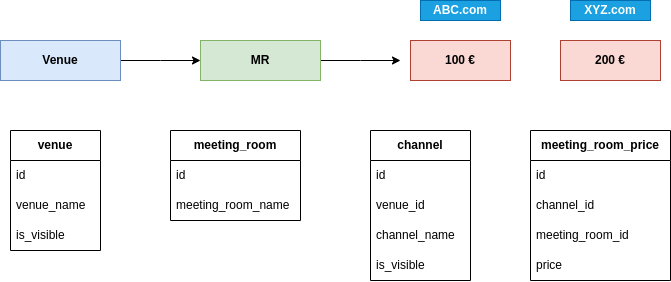 ABC.com
XYZ.com
Venue
MR
100 €
200 €
venue
id
venue_name
is_visible
meeting_room
id
meeting_room_name
channel
id
venue_id
channel_name
is_visible
meeting_room_price
id
channel_id
meeting_room_id
price